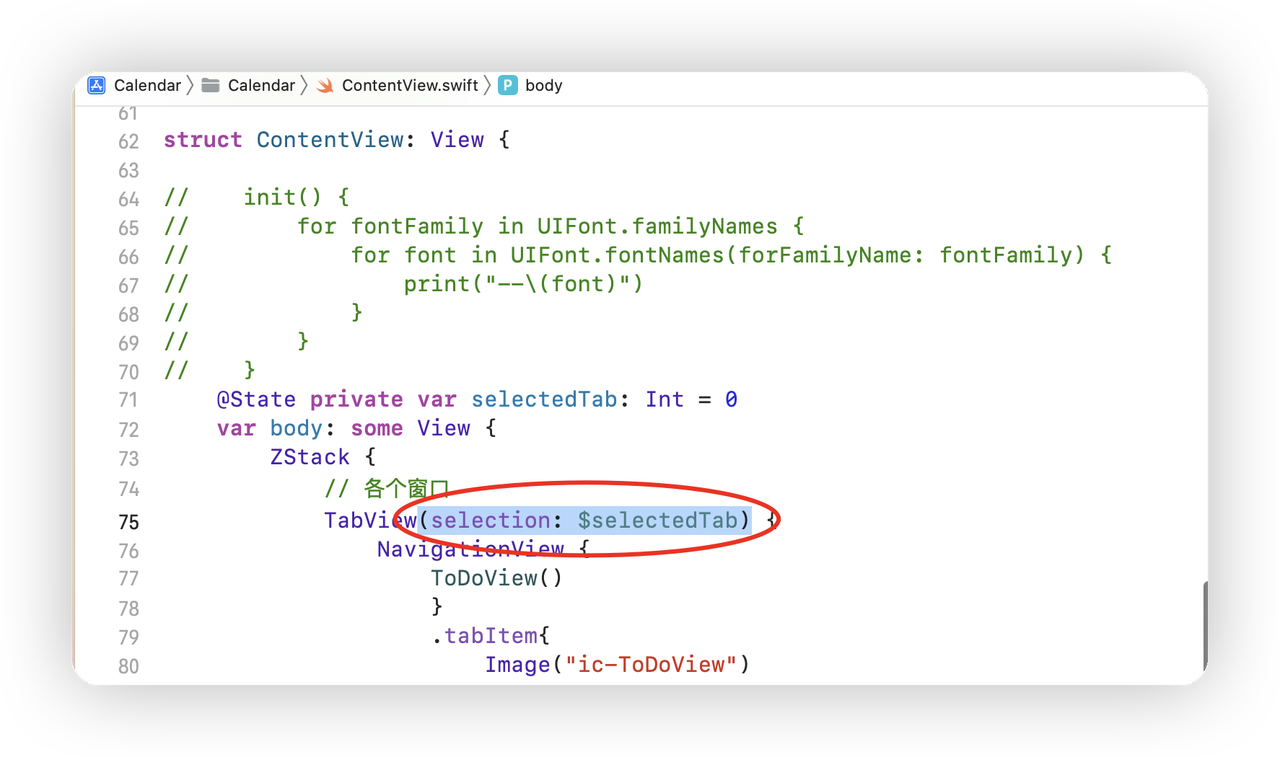 Calendar Calendar ContentView.swift P body
61
62 struct ContentView: View {
63
64 //    init() {
65 //        for fontFamily in UIFont.familyNames {
66 //            for font in UIFont.fontNames(forFamilyName: fontFamily) {
67 //                print("--\(font)")
68 //            }
69 //        }
70 //    }
71     @State private var selectedTab: Int = 0
72     var body: some View {
73         ZStack {
74             // 各个窗口
75             TabView(selection: $selectedTab) {
76                 NavigationView {
77                     ToDoView()
78                     }
79                     .tabItem{
80                         Image("ic-ToDoView")